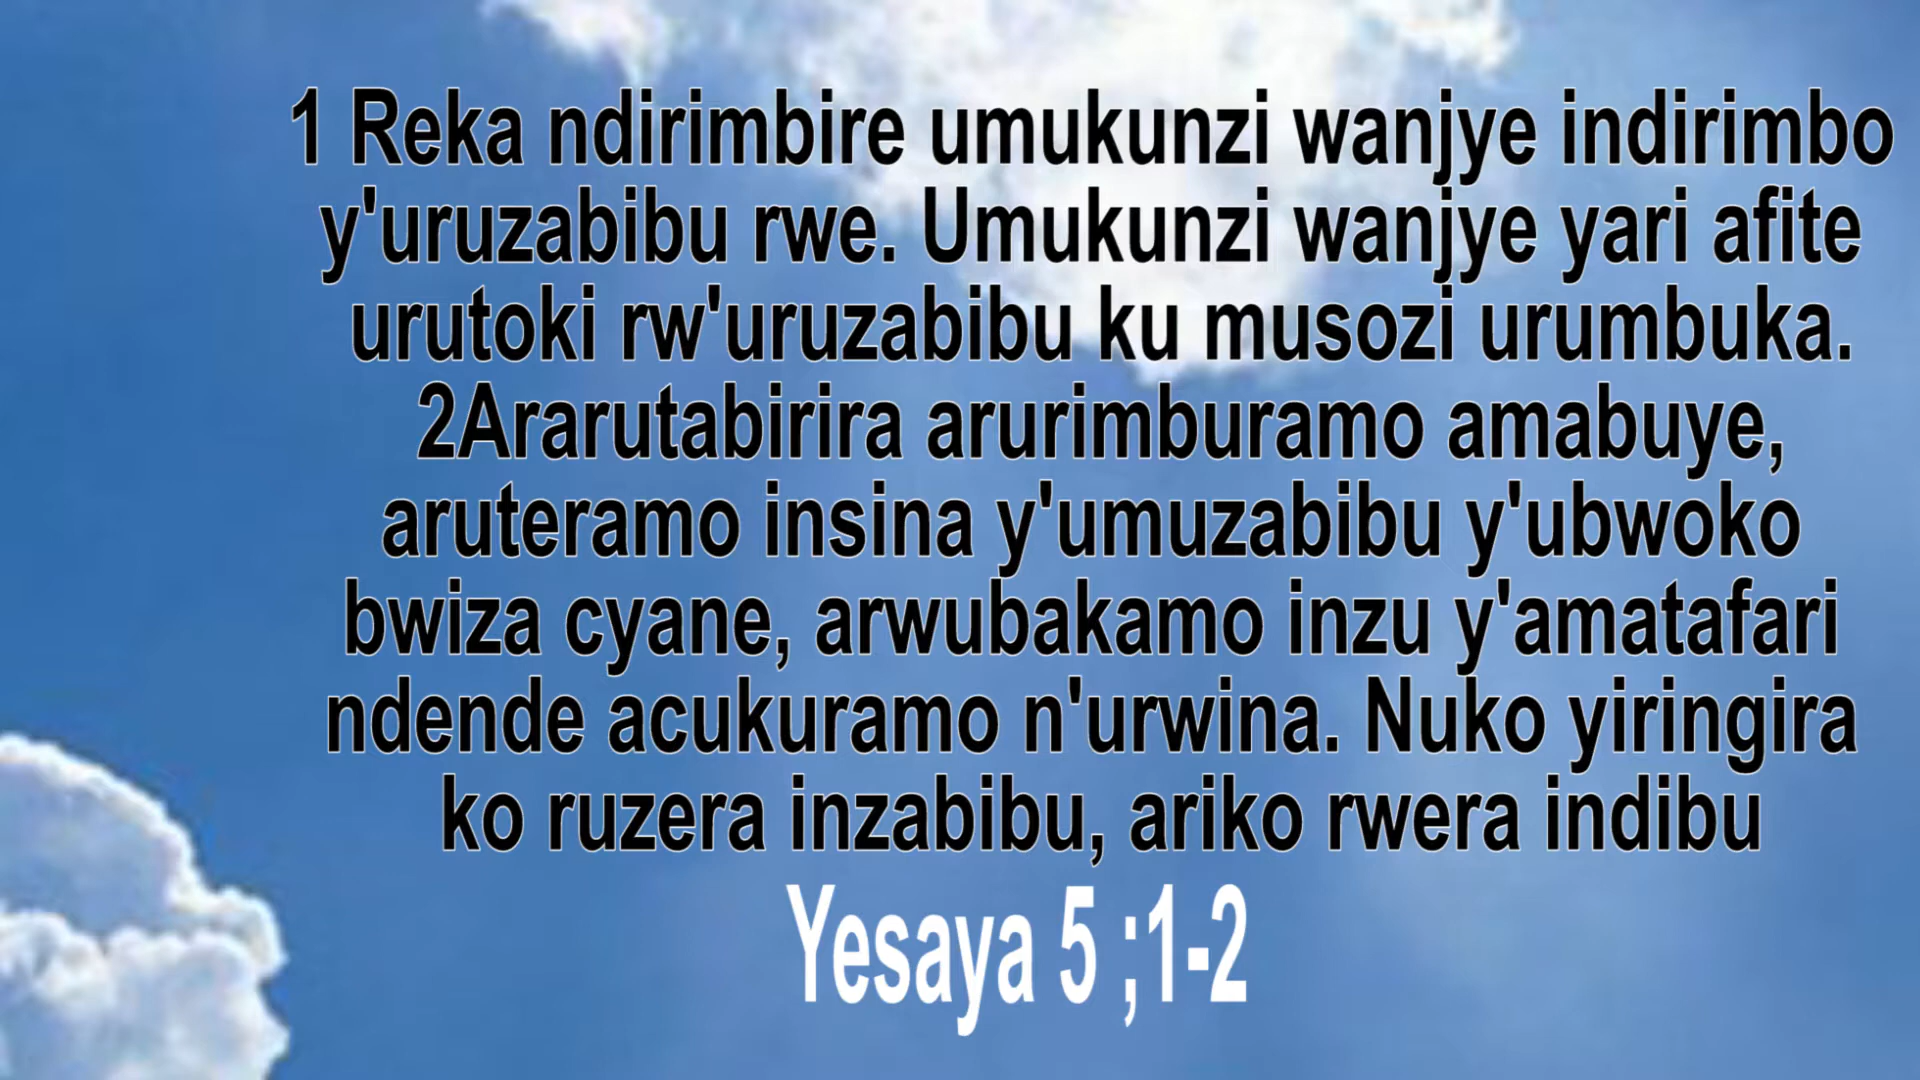 1 Reka ndirimbire umukunzi wanjye indirimbo
y'uruzabibu rwe. Umukunzi wanjye yari afite
urutoki rw'uruzabibu ku musozi urumbuka.
2Ararutabirira arurimburamo amabuye,
aruteramo insina y'umuzabibu y'ubwoko
bwiza cyane, arwubakamo inzu y'amatafari
ndende acukuramo n'urwina. Nuko yiringira
ko ruzera inzabibu, ariko rwera indibu
Yesaya 5 ;1-2